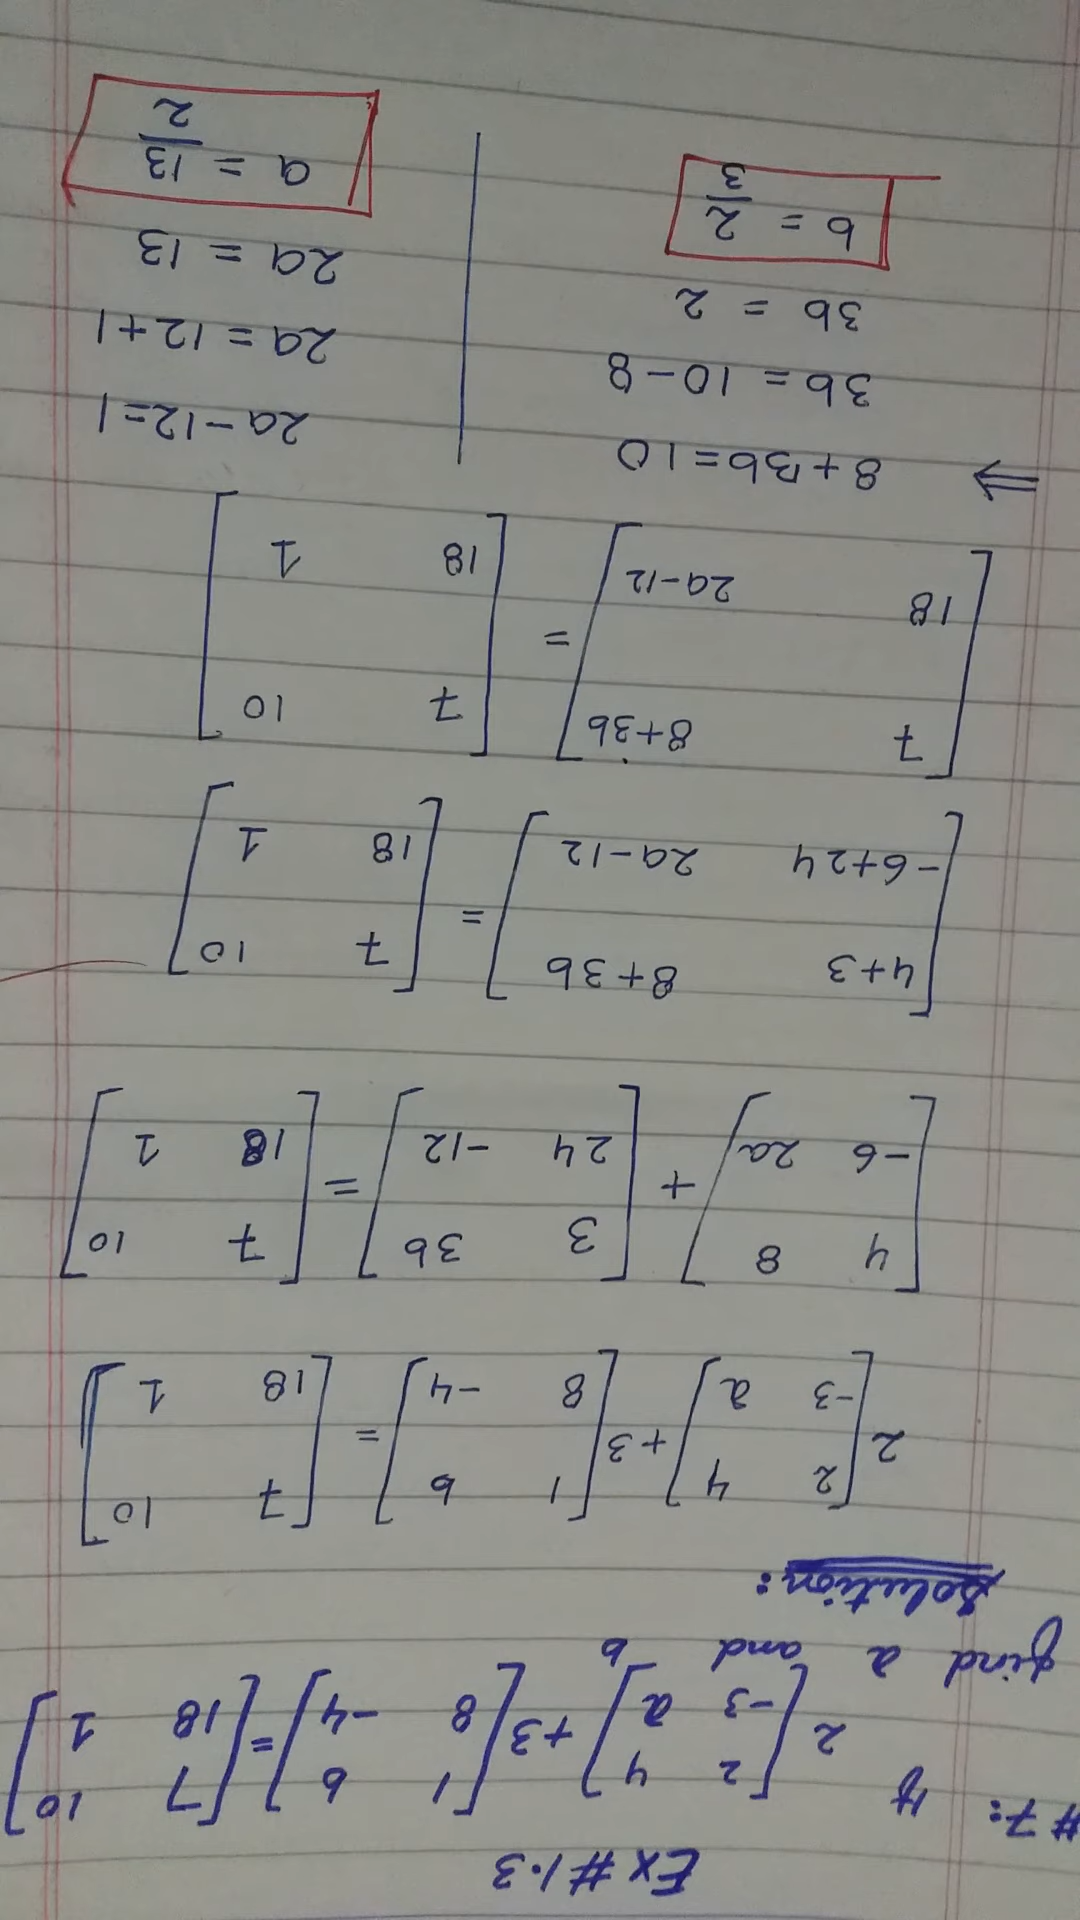 Ex # 1.3
# 7: If 2 [2 4; -3 a] + 3 [1 b; 8 -4] = [7 10; 18 1]
find a and b
Solution:
2 [2 4; -3 a] + 3 [1 b; 8 -4] = [7 10; 18 1]
[4 8; -6 2a] + [3 3b; 24 -12] = [7 10; 18 1]
[4+3 8+3b; -6+24 2a-12] = [7 10; 18 1]
[7 8+3b; 18 2a-12] = [7 10; 18 1]
⇒ 8+3b=10
3b = 10-8
3b = 2
b = 2/3
2a-12=1
2a = 12+1
2a = 13
a = 13/2